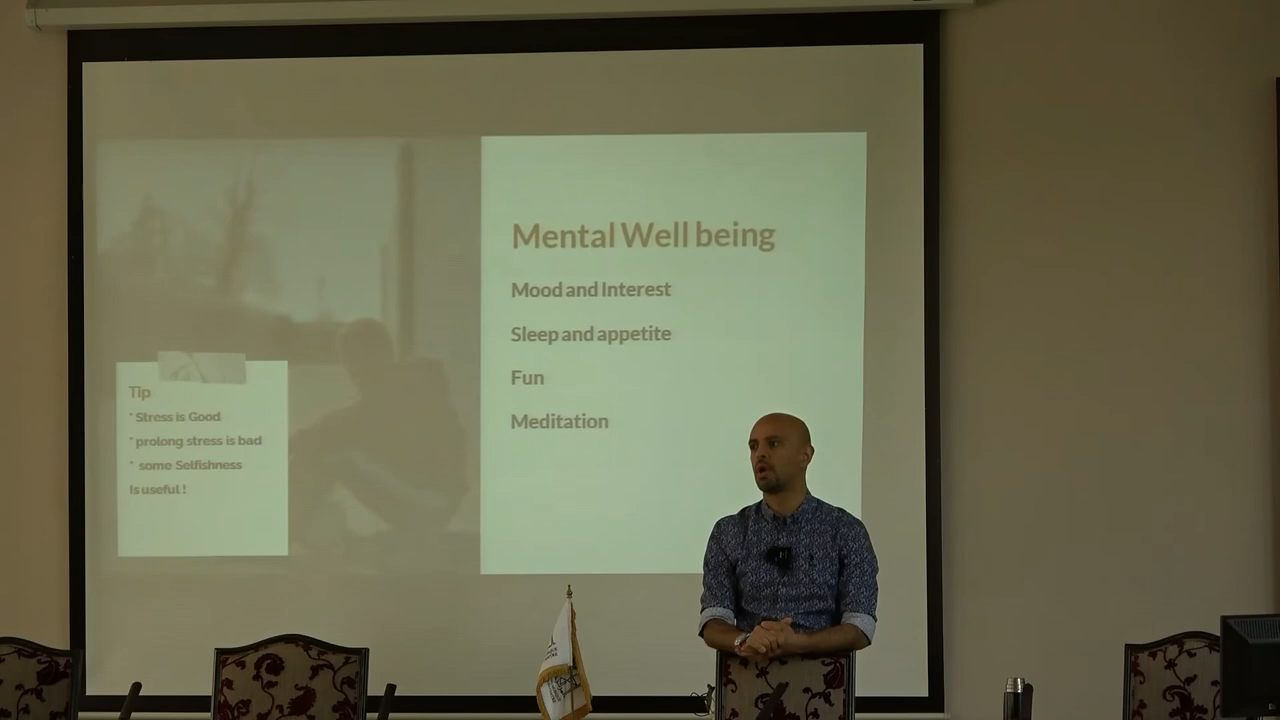 Mental Well being
Mood and Interest
Sleep and appetite
Fun
Meditation
Tip
* Stress is Good
* prolong stress is bad
* some Selfishness
Is useful !